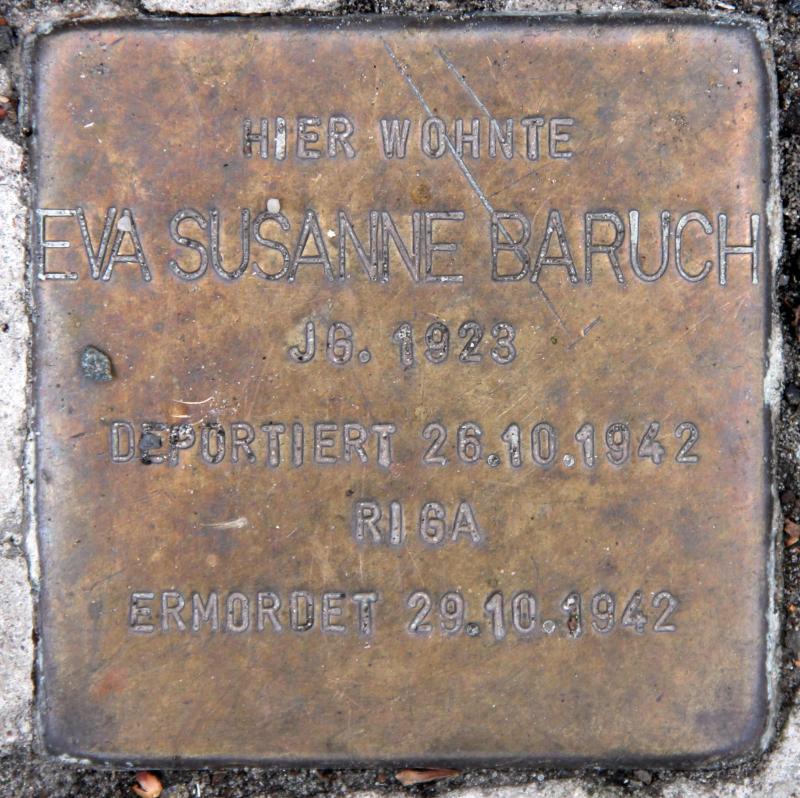 HIER WOHNTE
EVA SUSANNE BARUCH
JG. 1923
DEPORTIERT 26.10.1942
RIGA
ERMORDET 29.10.1942